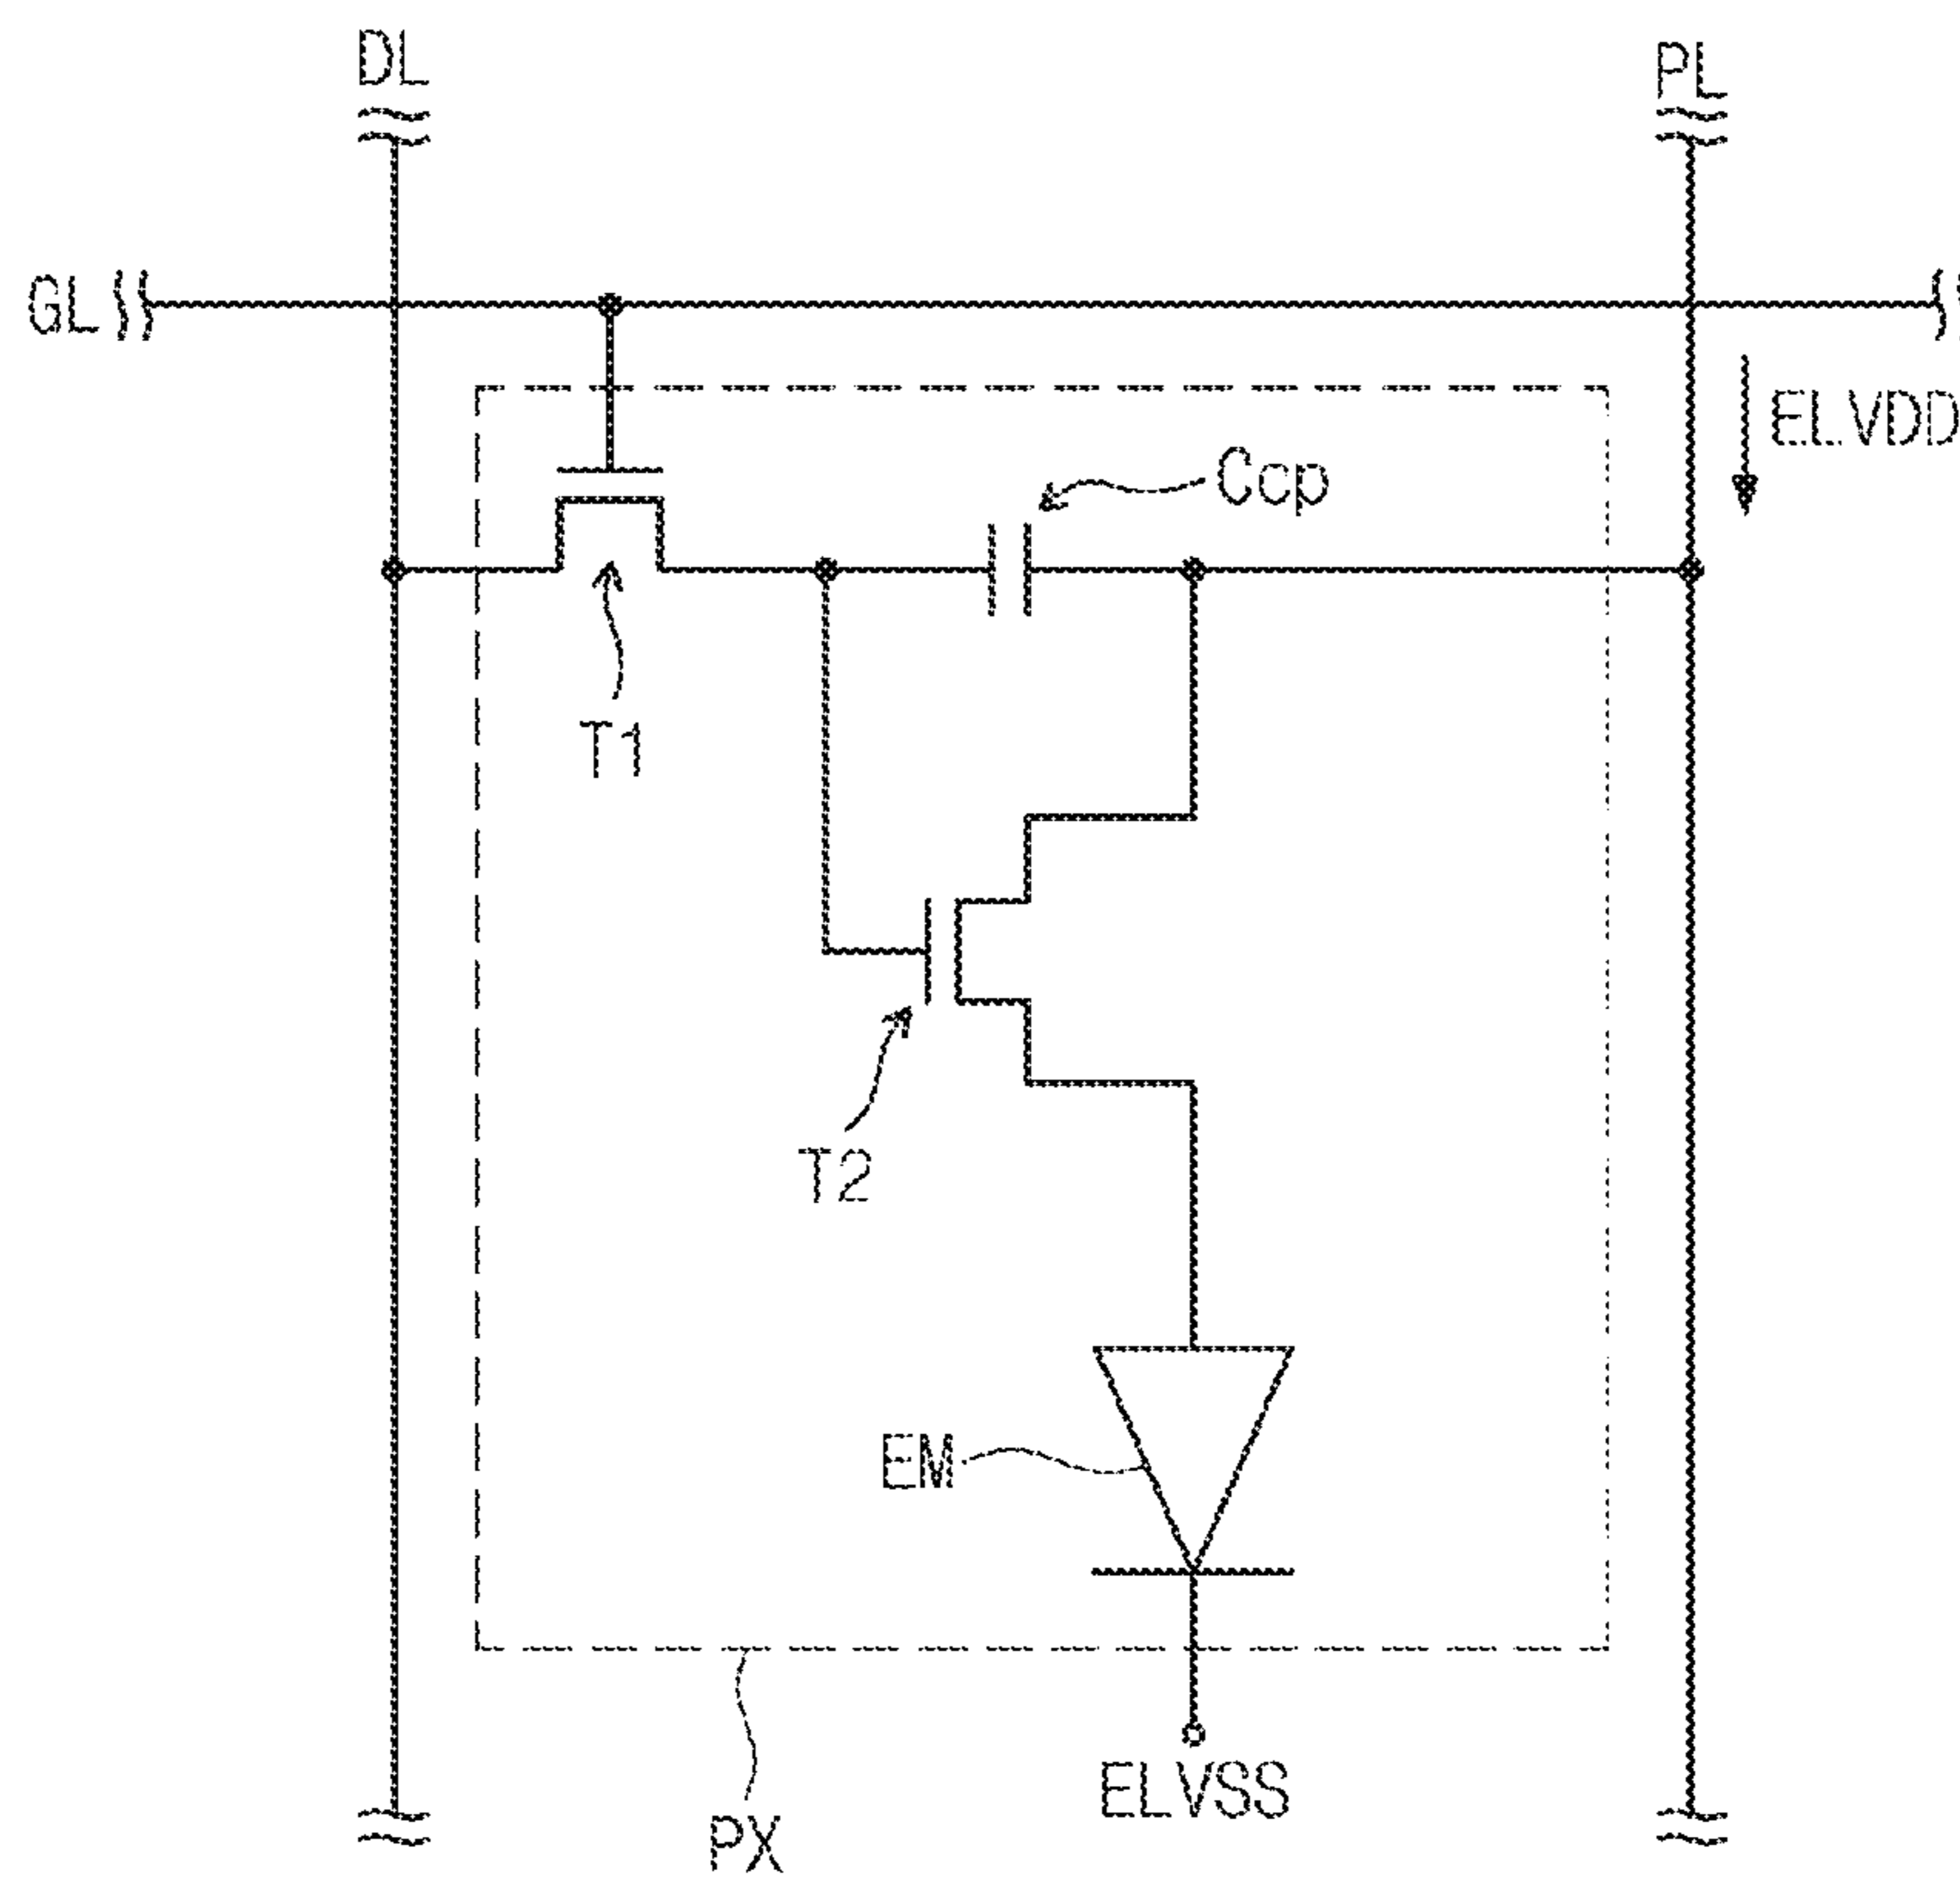 DL
PL
GL
ELVDD
Ccp
T1
T2
EM
ELVSS
PX